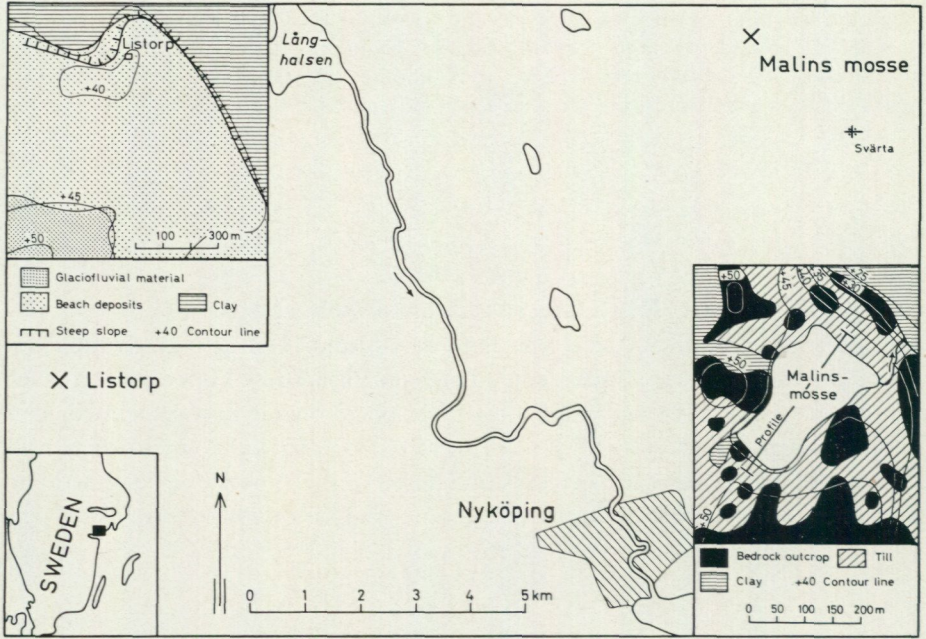 Listorp
+40
+45
+50
100 300 m
Glaciofluvial material
Beach deposits
Clay
Steep slope
+40 Contour line
Lång-
halsen
Malins mosse
Svärta
Listorp
SWEDEN
N
0 1 2 3 4 5 km
Nyköping
+50
+45
+40
+35
+30
+25
+50
Malins-
mosse
Profile
+50
Bedrock outcrop
Till
Clay
+40 Contour line
0 50 100 150 200 m